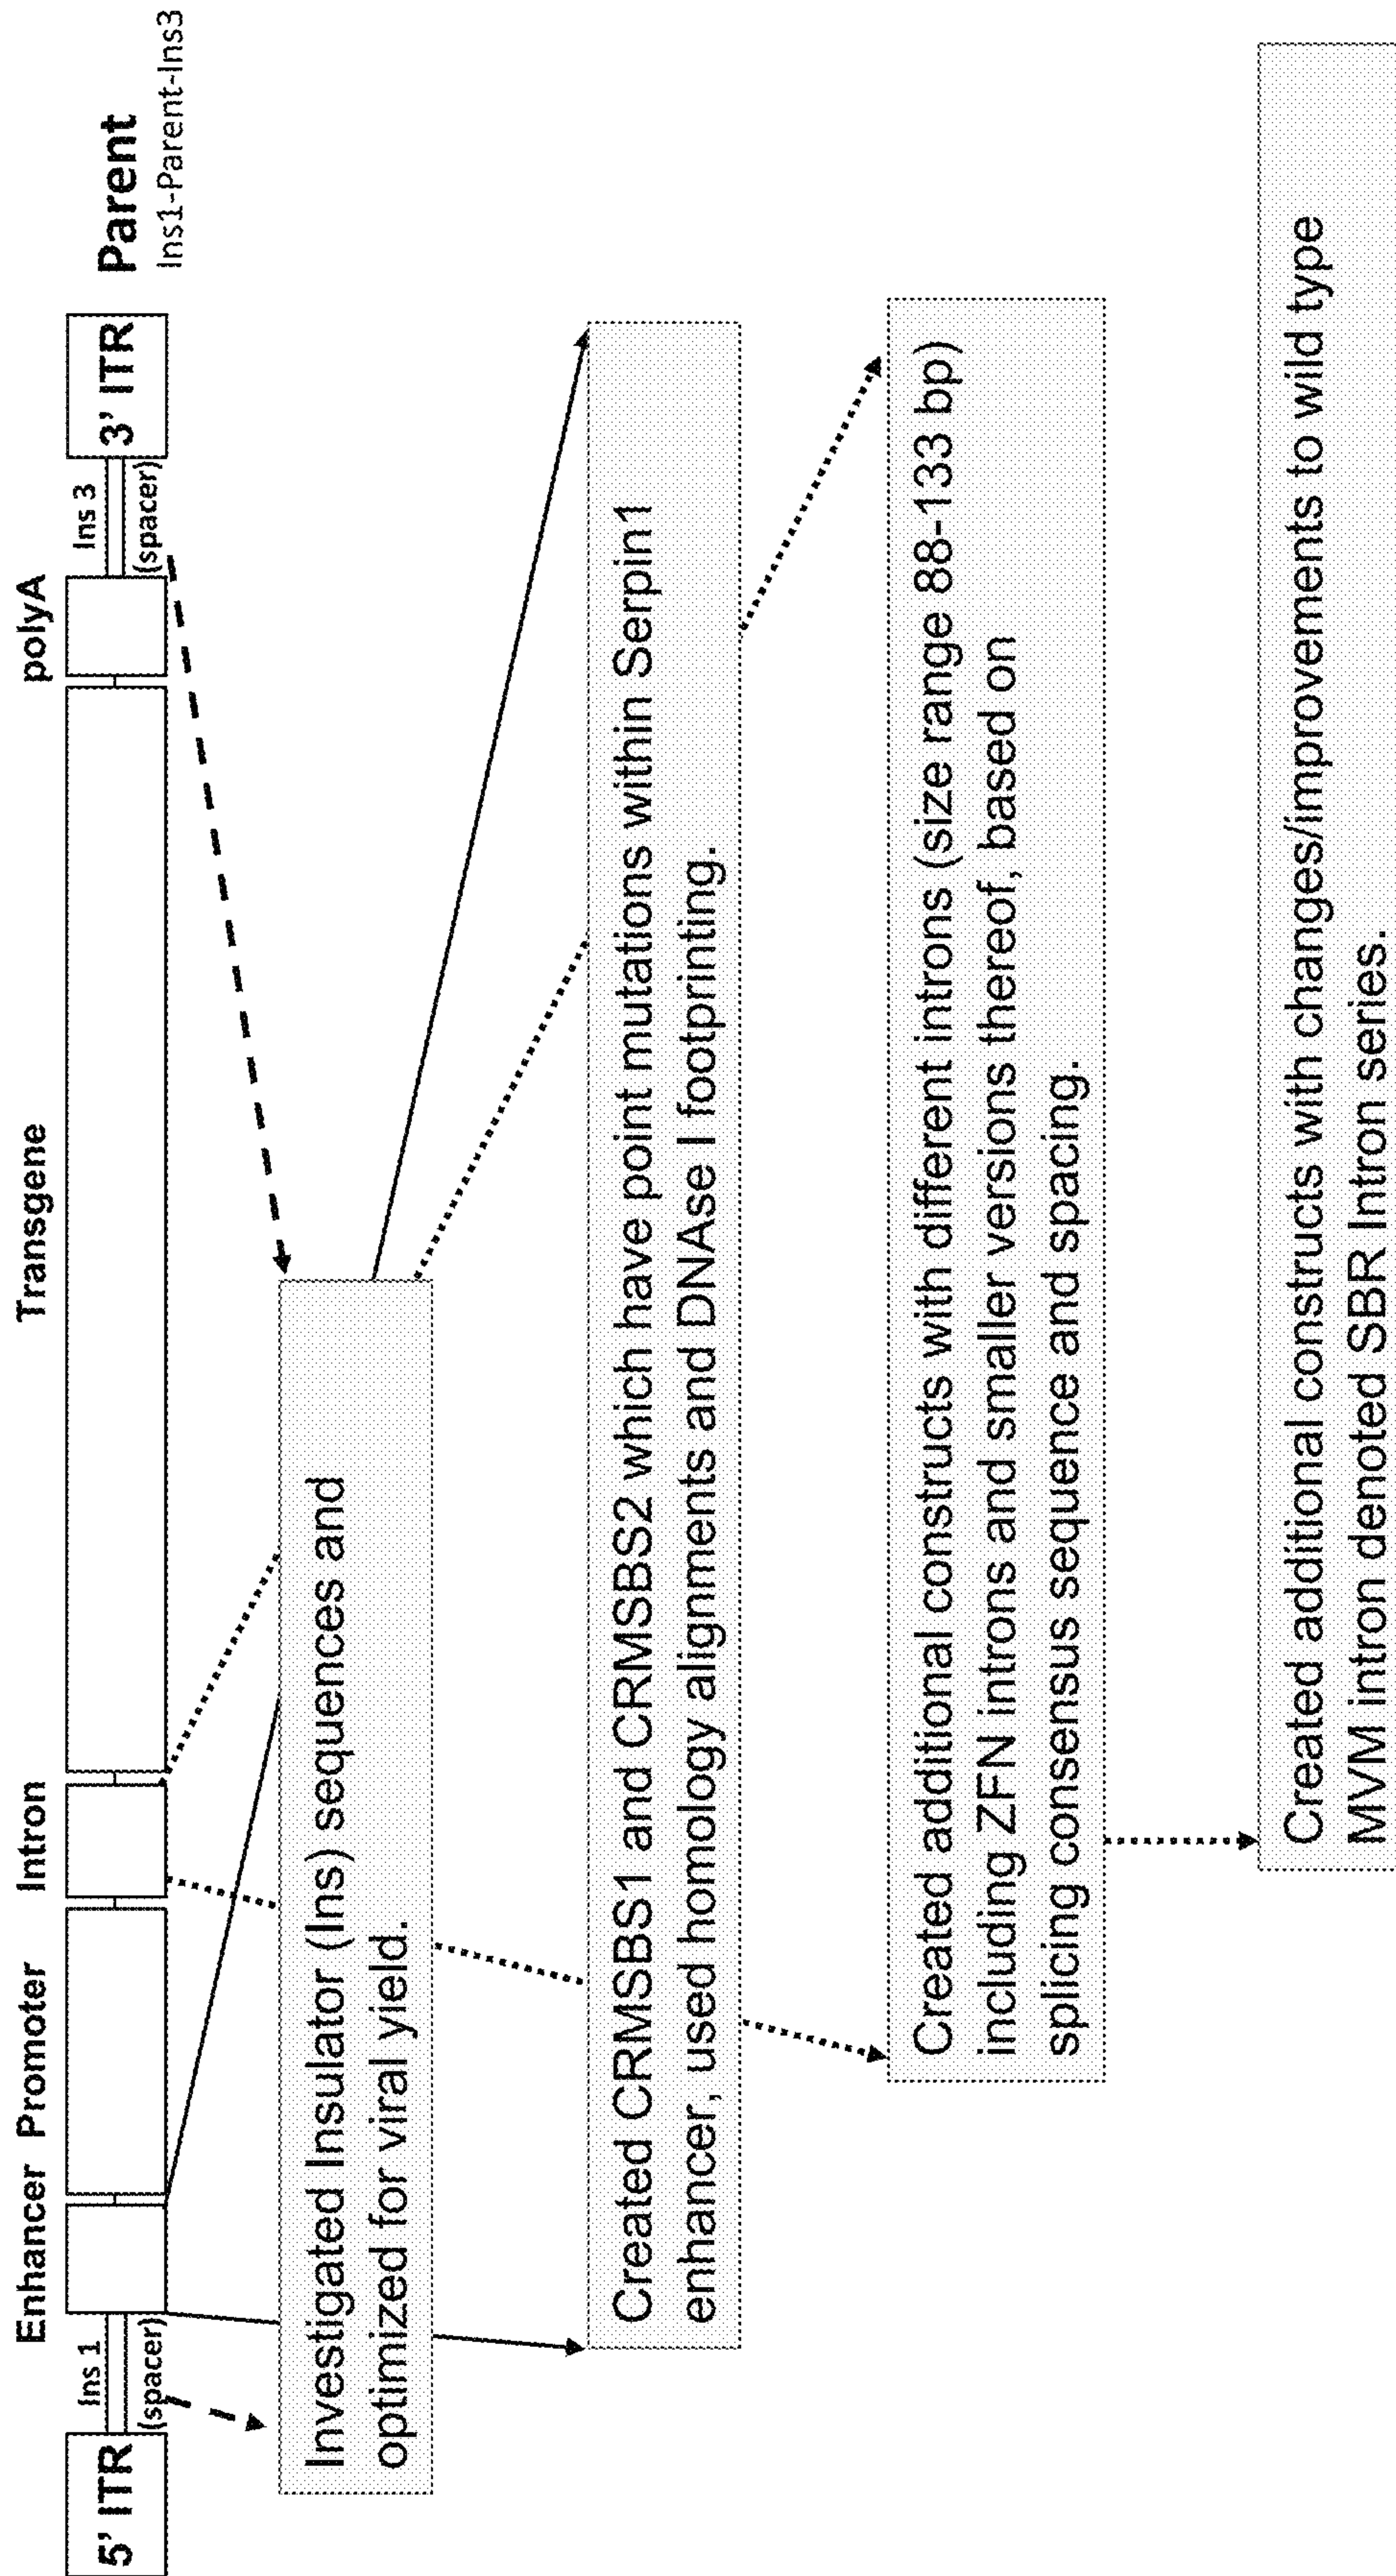 Enhancer Promoter Intron Transgene polyA
5' ITR
Ins 1
(spacer)
Ins 3
(spacer)
3' ITR
Parent
Ins1-Parent-Ins3
Investigated Insulator (Ins) sequences and
optimized for viral yield.
Created CRMSBS1 and CRMSBS2 which have point mutations within Serpin1
enhancer, used homology alignments and DNAse I footprinting.
Created additional constructs with different introns (size range 88-133 bp)
including ZFN introns and smaller versions thereof, based on
splicing consensus sequence and spacing.
Created additional constructs with changes/improvements to wild type
MVM intron denoted SBR Intron series.